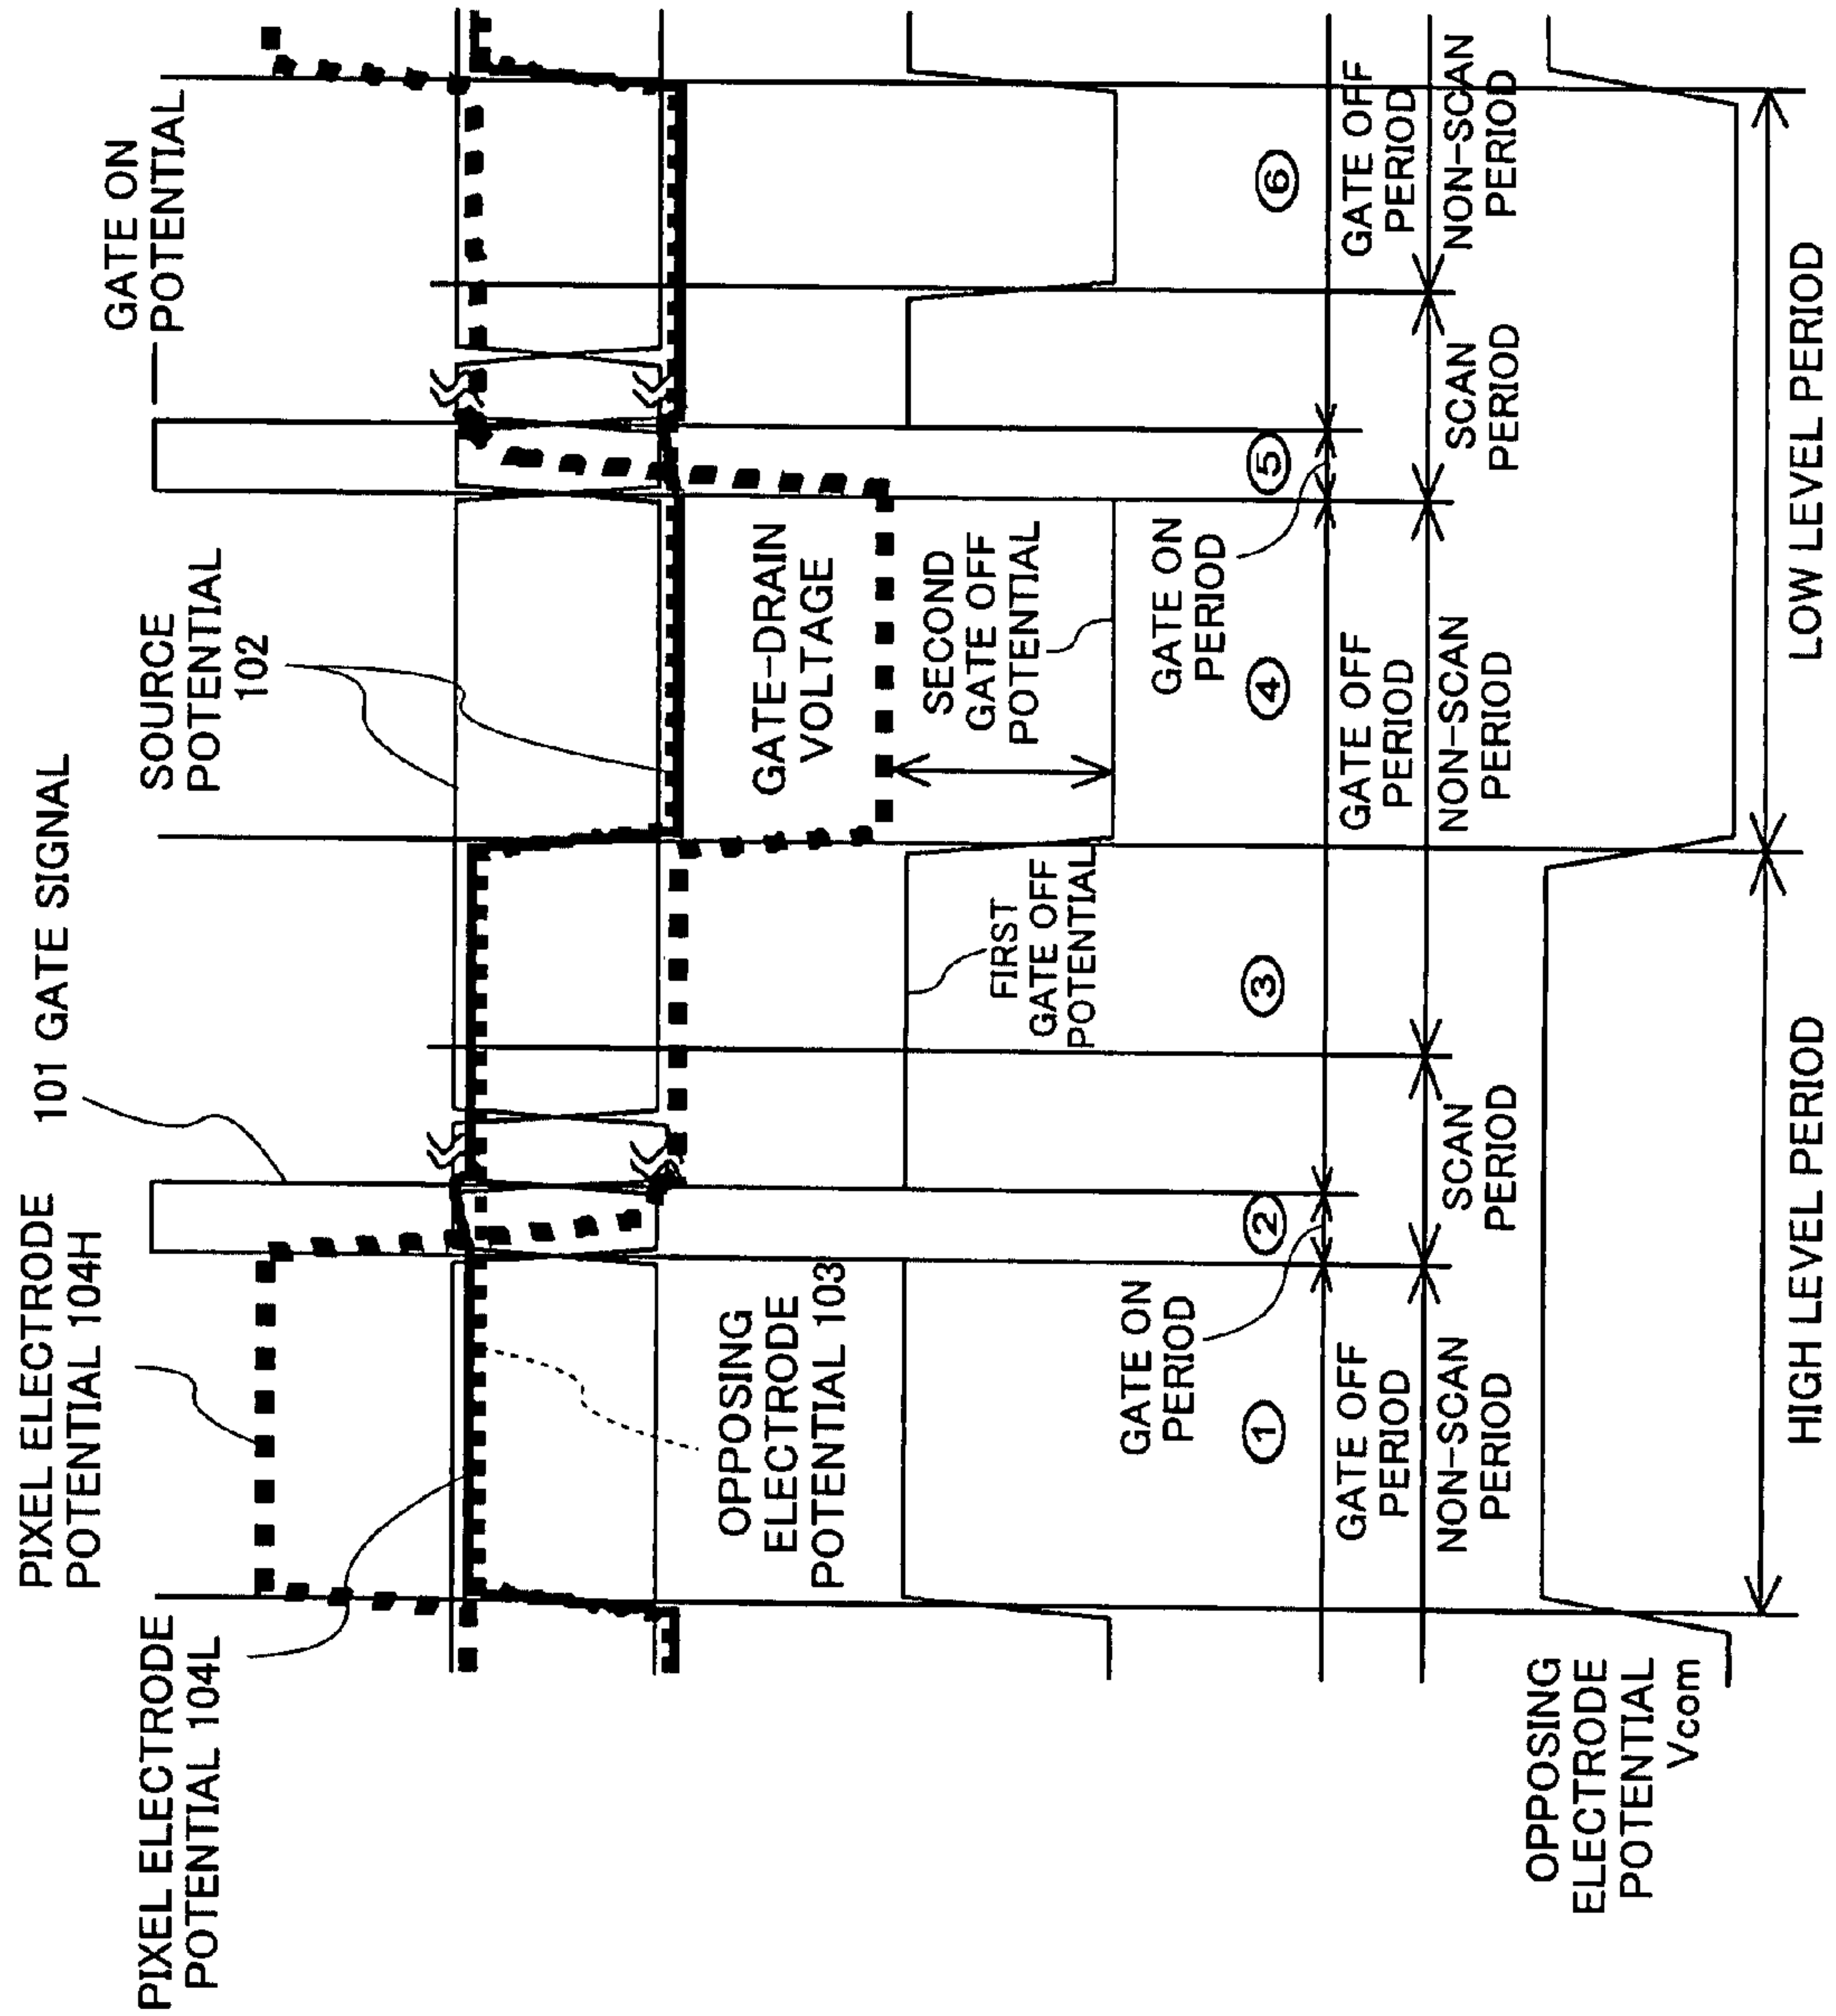 PIXEL ELECTRODE
POTENTIAL 104L
PIXEL ELECTRODE
POTENTIAL 104H
101 GATE SIGNAL
SOURCE
POTENTIAL
102
GATE ON
POTENTIAL
OPPOSING
ELECTRODE
POTENTIAL 103
GATE-DRAIN
VOLTAGE
FIRST
GATE OFF
POTENTIAL
SECOND
GATE OFF
POTENTIAL
GATE ON
PERIOD
GATE ON
PERIOD
①
②
③
④
⑤
⑥
GATE OFF
PERIOD
GATE OFF
PERIOD
GATE OFF
PERIOD
NON-SCAN
PERIOD
SCAN
PERIOD
NON-SCAN
PERIOD
SCAN
PERIOD
NON-SCAN
PERIOD
OPPOSING
ELECTRODE
POTENTIAL
Vcom
HIGH LEVEL PERIOD
LOW LEVEL PERIOD